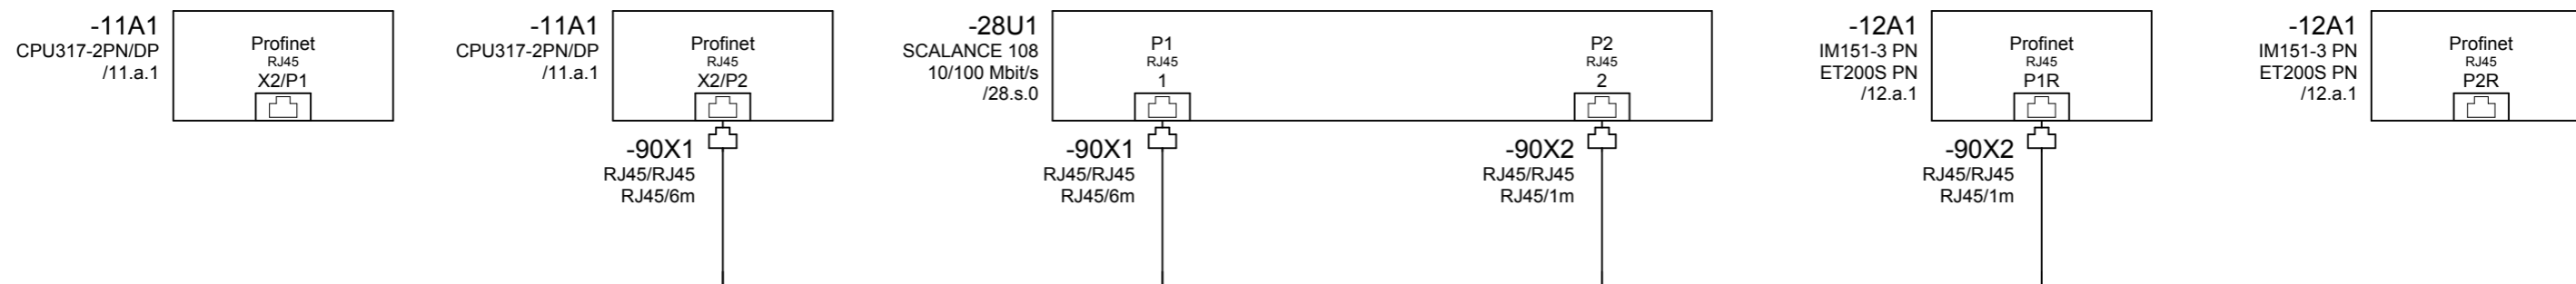 -11A1
CPU317-2PN/DP
/11.a.1
Profinet
RJ45
X2/P1
-11A1
CPU317-2PN/DP
/11.a.1
Profinet
RJ45
X2/P2
-90X1
RJ45/RJ45
RJ45/6m
-28U1
SCALANCE 108
10/100 Mbit/s
/28.s.0
P1
RJ45
1
-90X1
RJ45/RJ45
RJ45/6m
P2
RJ45
2
-90X2
RJ45/RJ45
RJ45/1m
-12A1
IM151-3 PN
ET200S PN
/12.a.1
Profinet
RJ45
P1R
-90X2
RJ45/RJ45
RJ45/1m
-12A1
IM151-3 PN
ET200S PN
/12.a.1
Profinet
RJ45
P2R